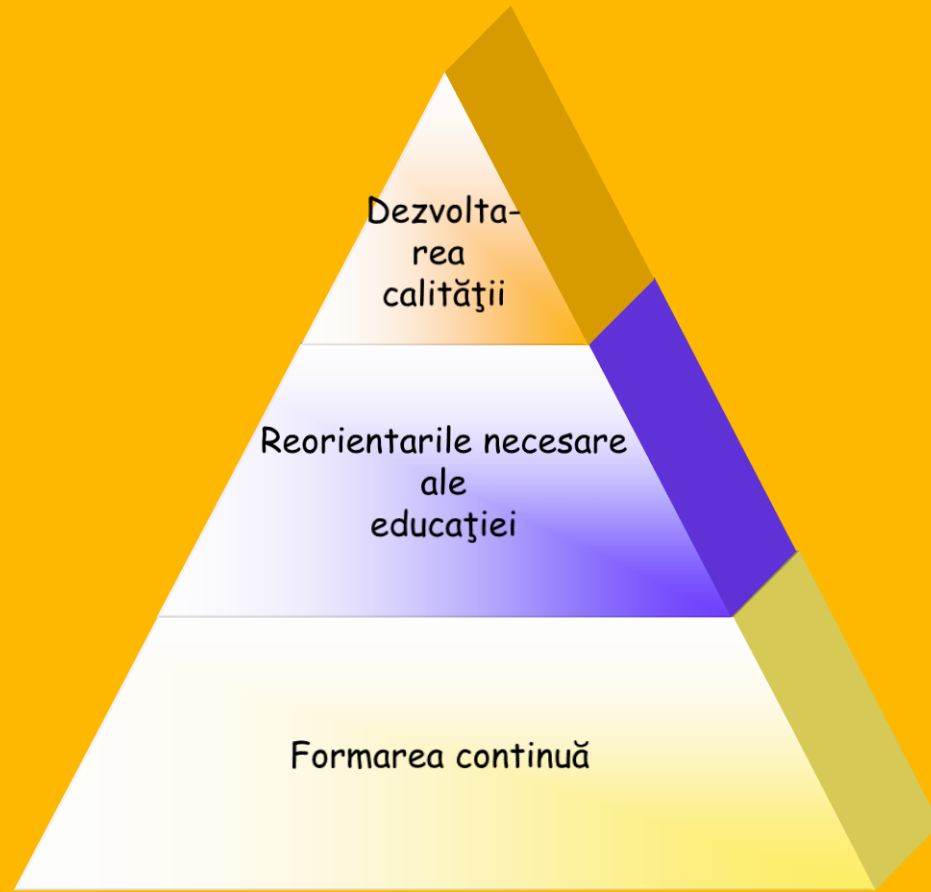 Dezvolta-
rea
calităţii
Reorientarile necesare
ale
educaţiei
Formarea continuă